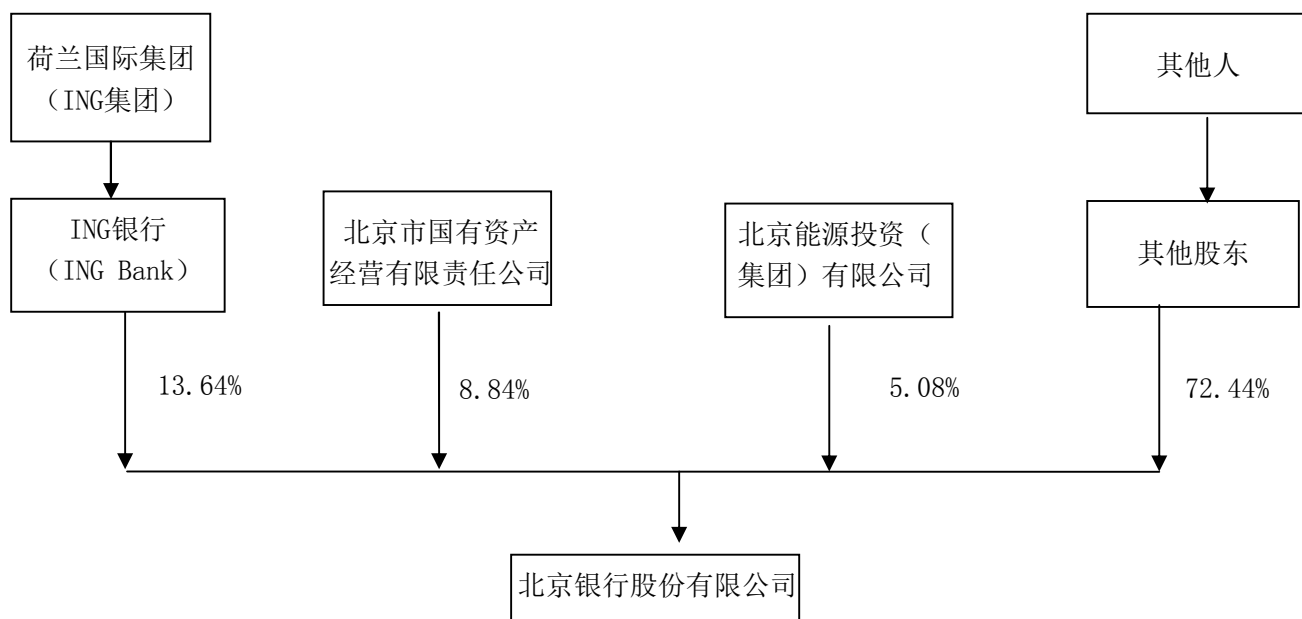 荷兰国际集团
（ING集团）
其他人
ING银行
（ING Bank）
北京市国有资产
经营有限责任公司
北京能源投资（
集团）有限公司
其他股东
13.64%
8.84%
5.08%
72.44%
北京银行股份有限公司